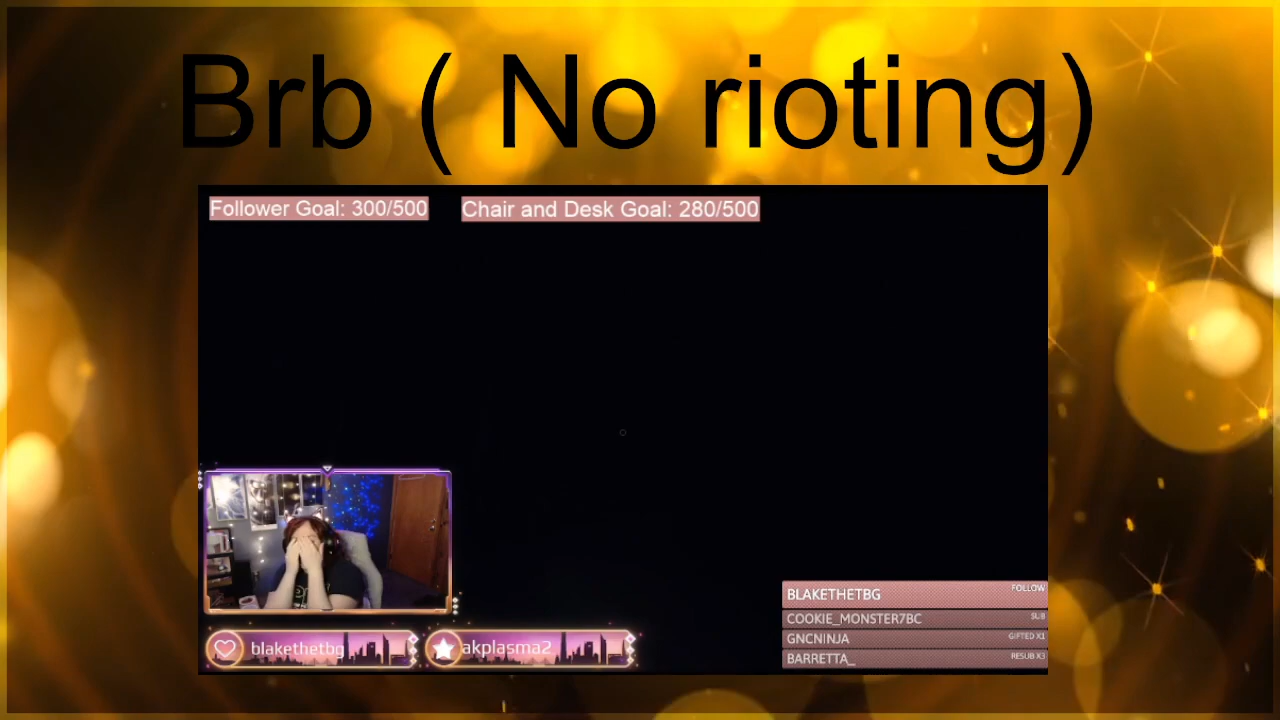 Brb ( No rioting)
Follower Goal: 300/500
Chair and Desk Goal: 280/500
BLAKETHETBG FOLLOW
COOKIE_MONSTER7BC SUB
GNCNINJA GIFTED X1
BARRETTA_ RESUB X3
blakethetbg
akplasma2